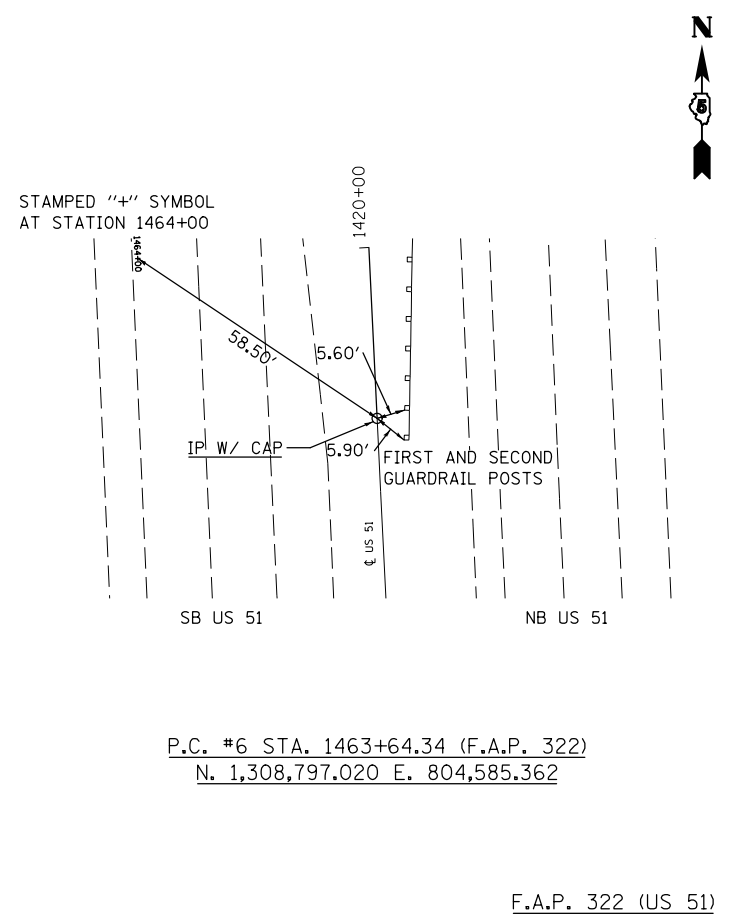 N
5
STAMPED "+" SYMBOL
AT STATION 1464+00
1464+00
1420+00
58.50'
5.60'
IP W/ CAP
5.90'
FIRST AND SECOND
GUARDRAIL POSTS
℄ US 51
SB US 51
NB US 51
P.C. #6 STA. 1463+64.34 (F.A.P. 322)
N. 1,308,797.020 E. 804,585.362
F.A.P. 322 (US 51)